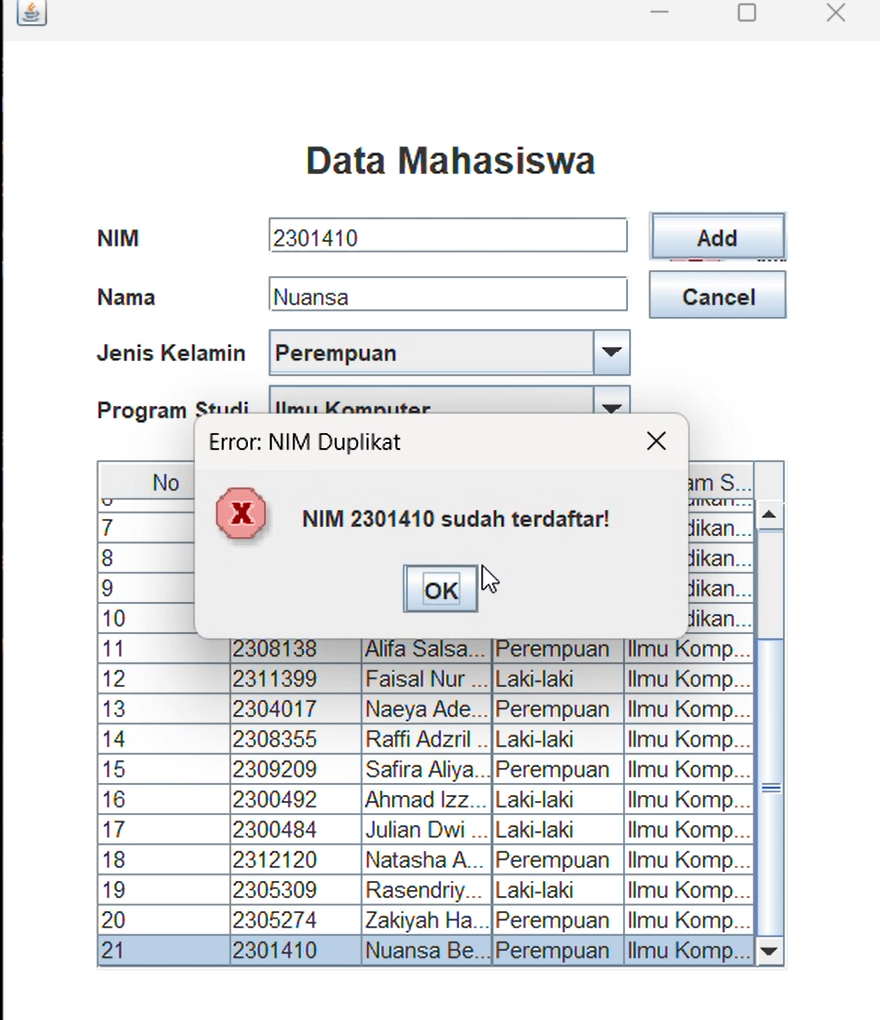 Data Mahasiswa
NIM
2301410
Add
Nama
Nuansa
Cancel
Jenis Kelamin
Perempuan
Program Studi
Ilmu Komputer
Error: NIM Duplikat
NIM 2301410 sudah terdaftar!
OK
No am S...
7 dikan...
8 dikan...
9 dikan...
10 dikan...
11 2308138 Alifa Salsa... Perempuan Ilmu Komp...
12 2311399 Faisal Nur ... Laki-laki Ilmu Komp...
13 2304017 Naeya Ade... Perempuan Ilmu Komp...
14 2308355 Raffi Adzril ... Laki-laki Ilmu Komp...
15 2309209 Safira Aliya... Perempuan Ilmu Komp...
16 2300492 Ahmad Izz... Laki-laki Ilmu Komp...
17 2300484 Julian Dwi ... Laki-laki Ilmu Komp...
18 2312120 Natasha A... Perempuan Ilmu Komp...
19 2305309 Rasendriy... Laki-laki Ilmu Komp...
20 2305274 Zakiyah Ha... Perempuan Ilmu Komp...
21 2301410 Nuansa Be... Perempuan Ilmu Komp...